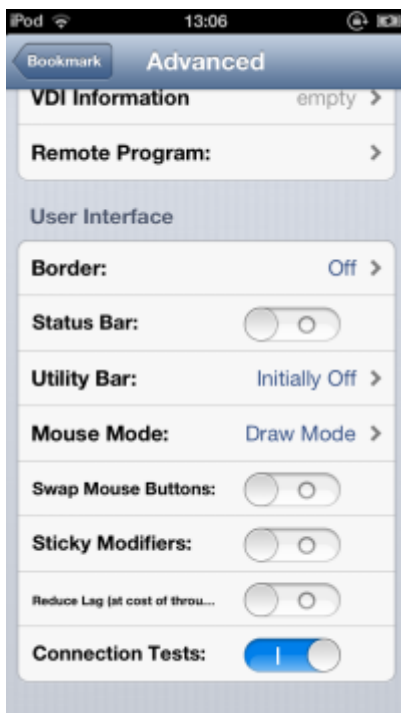 iPod 13:06
Bookmark Advanced
VDI Information empty
Remote Program:
User Interface
Border: Off
Status Bar:
Utility Bar: Initially Off
Mouse Mode: Draw Mode
Swap Mouse Buttons:
Sticky Modifiers:
Reduce Lag (at cost of throu...
Connection Tests: